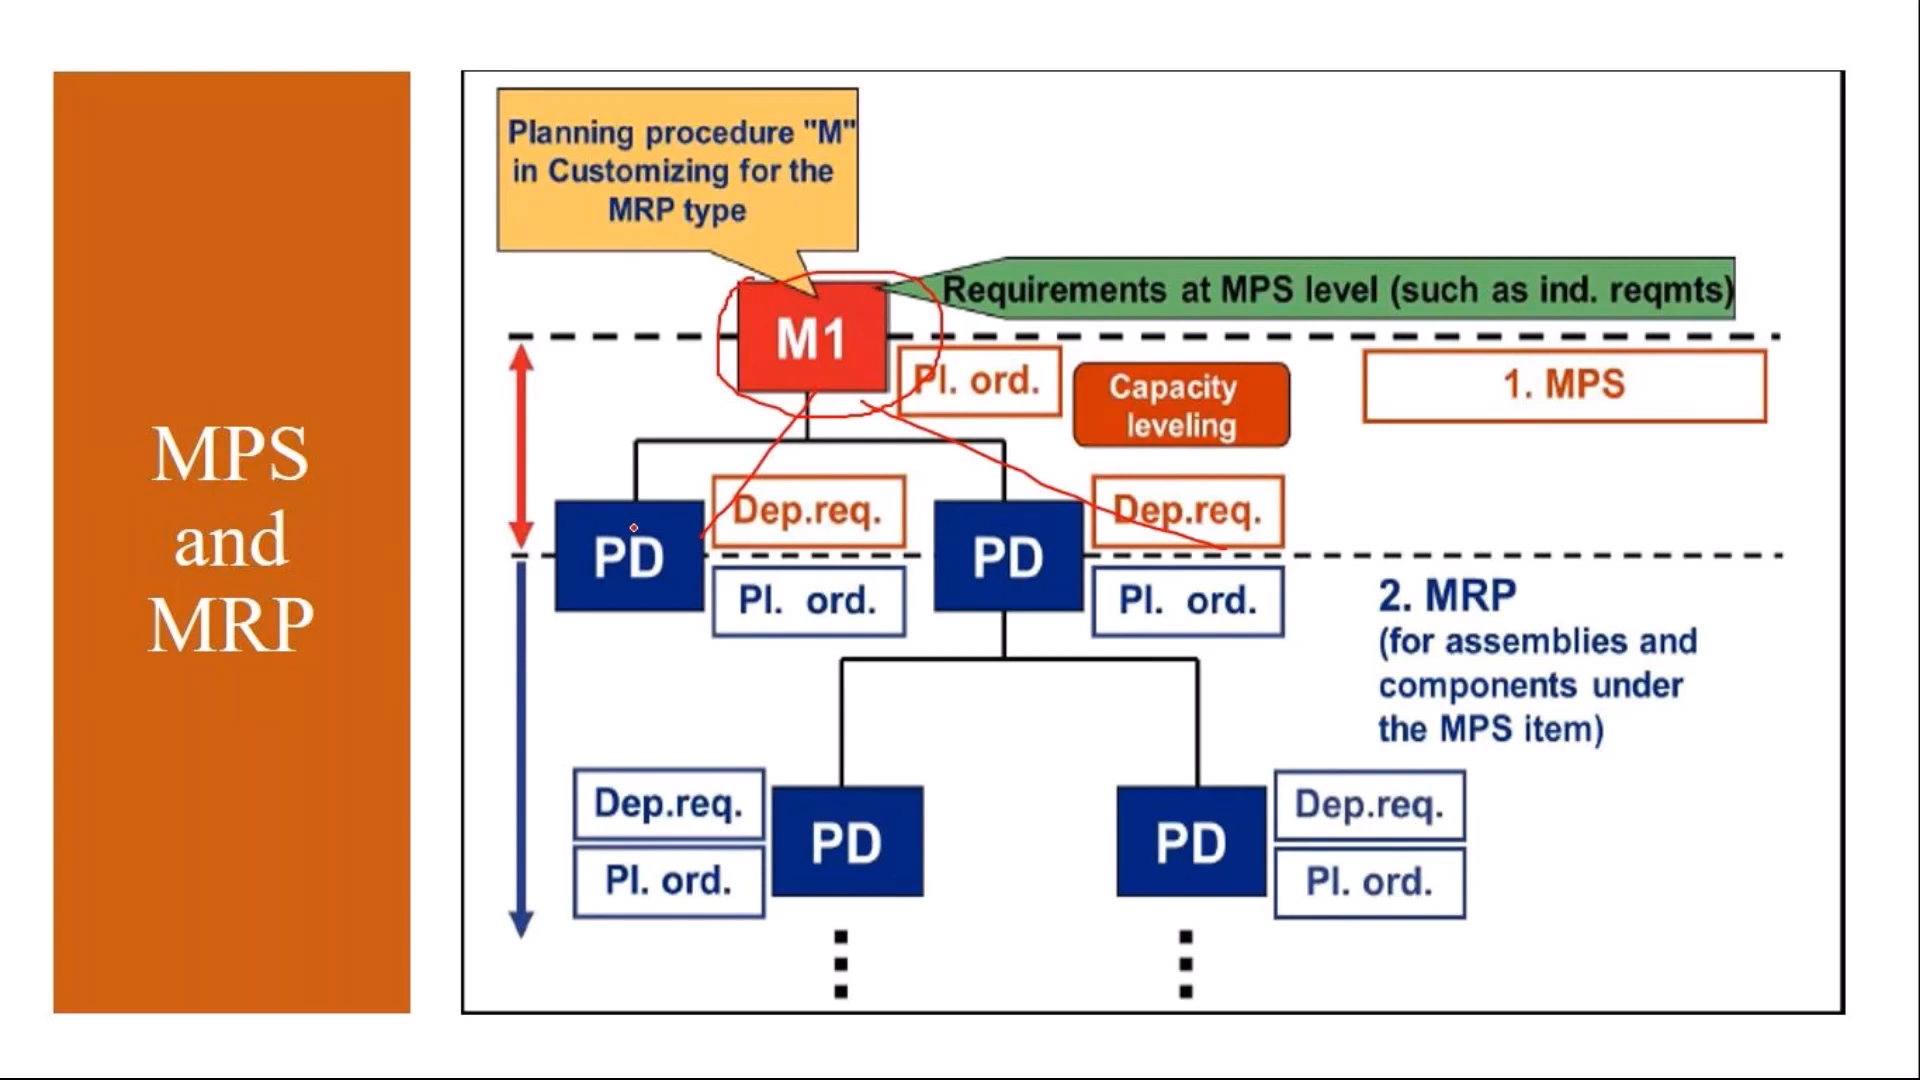 MPS
and
MRP
Planning procedure "M"
in Customizing for the
MRP type
Requirements at MPS level (such as ind. reqmts)
M1
Pl. ord.
Capacity
leveling
1. MPS
PD
Dep.req.
Pl. ord.
PD
Dep.req.
Pl. ord.
2. MRP
(for assemblies and
components under
the MPS item)
Dep.req.
Pl. ord.
PD
PD
Dep.req.
Pl. ord.